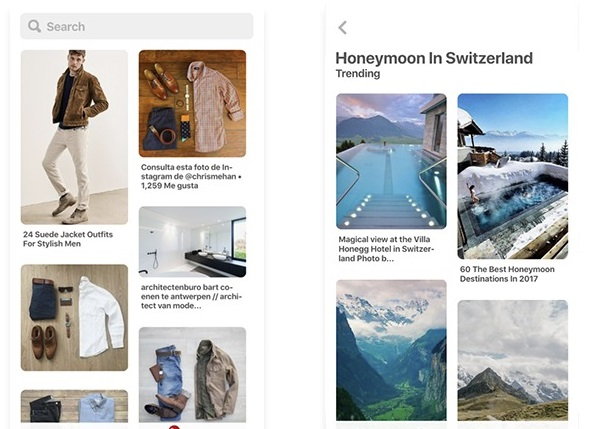 Search
24 Suede Jacket Outfits
For Stylish Men
Consulta esta foto de In-
stagram de @chrismehan •
1,259 Me gusta
architectenburo bart co-
enen te antwerpen // archi-
tect van mode...
Honeymoon In Switzerland
Trending
Magical view at the Villa
Honegg Hotel in Switzer-
land Photo b...
60 The Best Honeymoon
Destinations In 2017